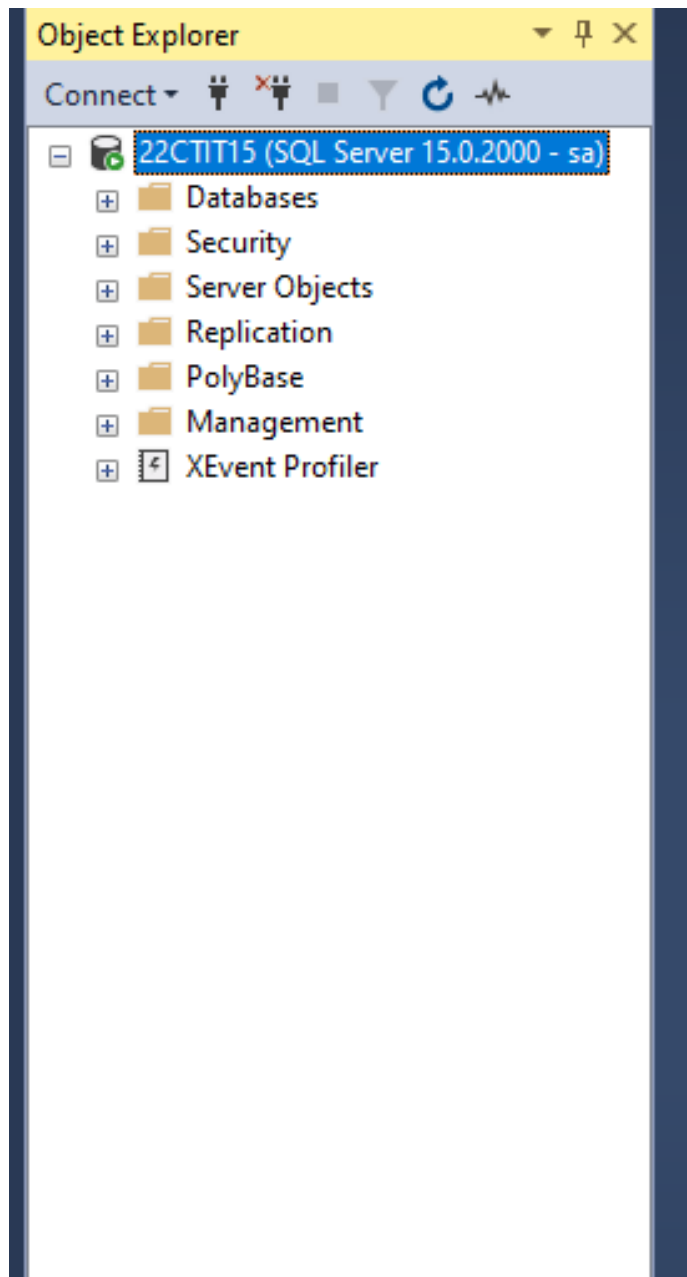 Object Explorer
Connect
22CTIT15 (SQL Server 15.0.2000 - sa)
Databases
Security
Server Objects
Replication
PolyBase
Management
XEvent Profiler